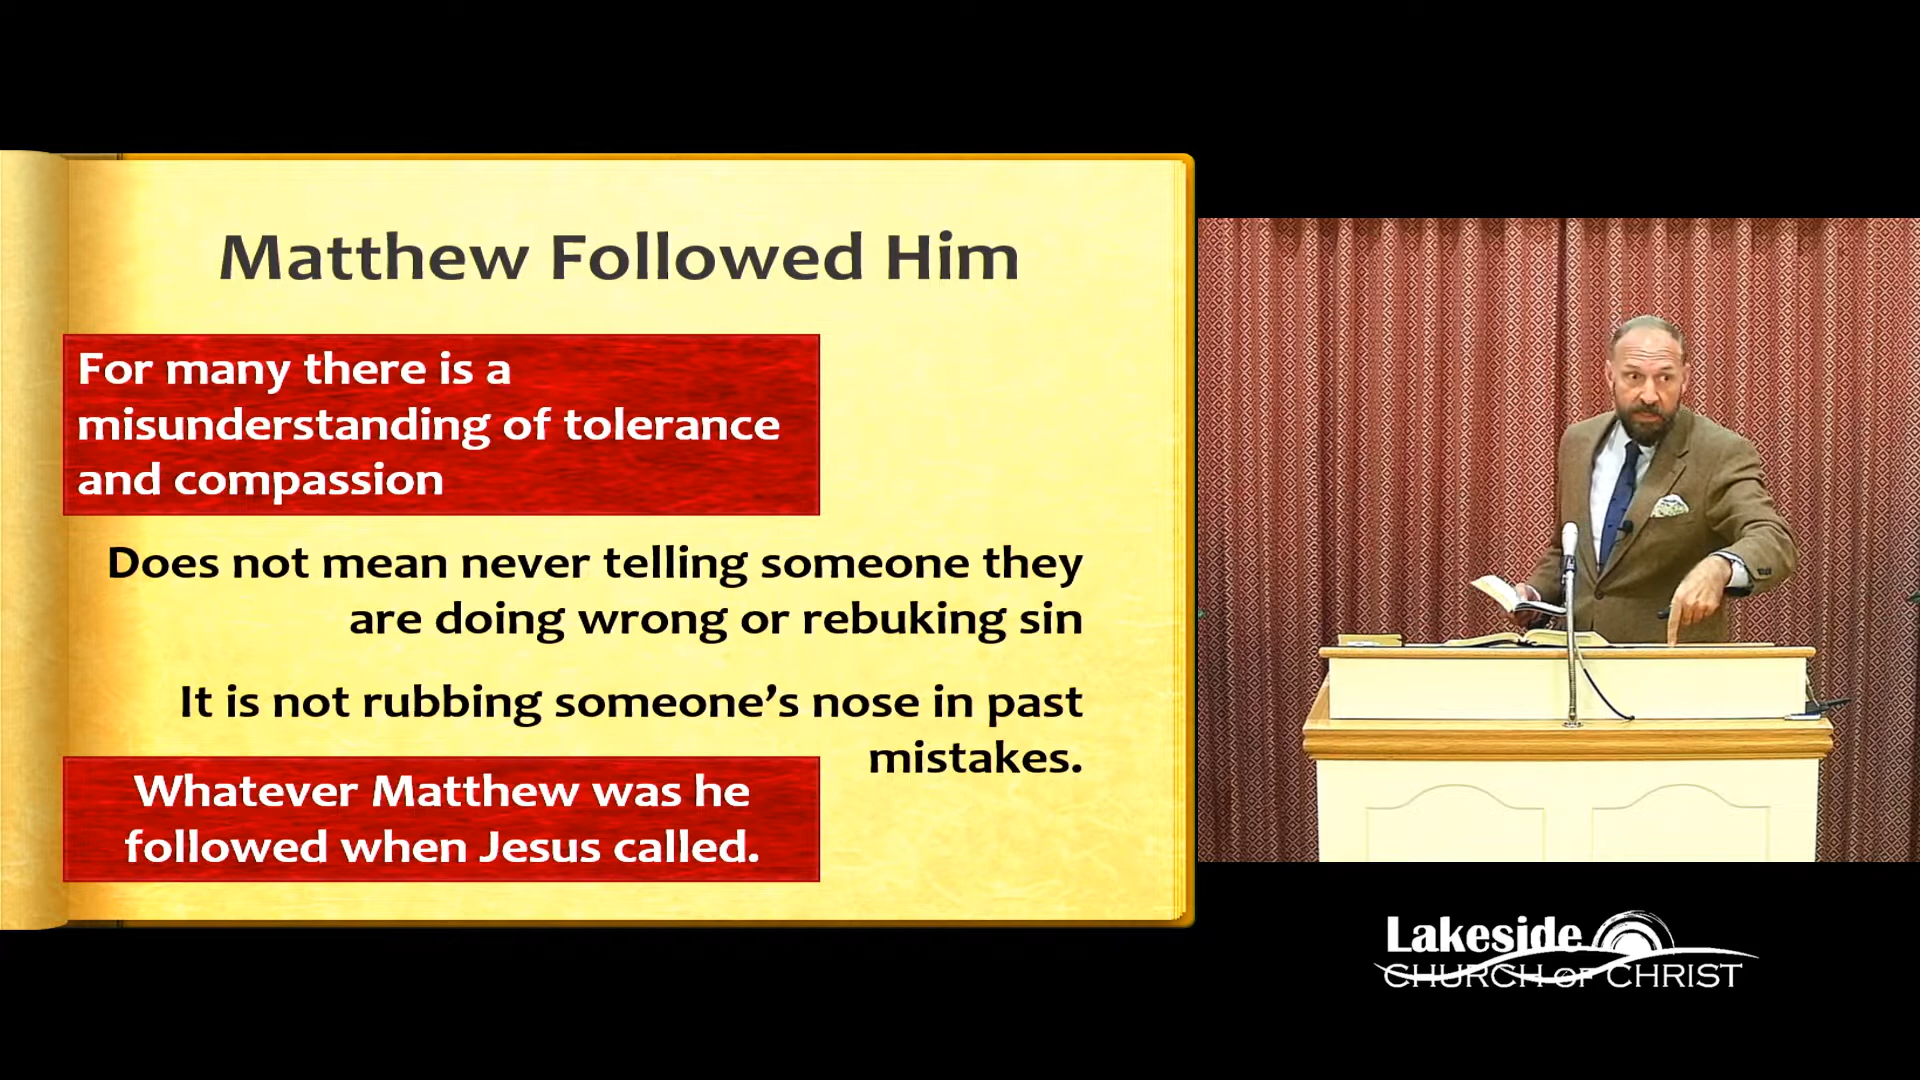 Matthew Followed Him
For many there is a
misunderstanding of tolerance
and compassion
Does not mean never telling someone they
are doing wrong or rebuking sin
It is not rubbing someone’s nose in past
mistakes.
Whatever Matthew was he
followed when Jesus called.
Lakeside
CHURCH of CHRIST